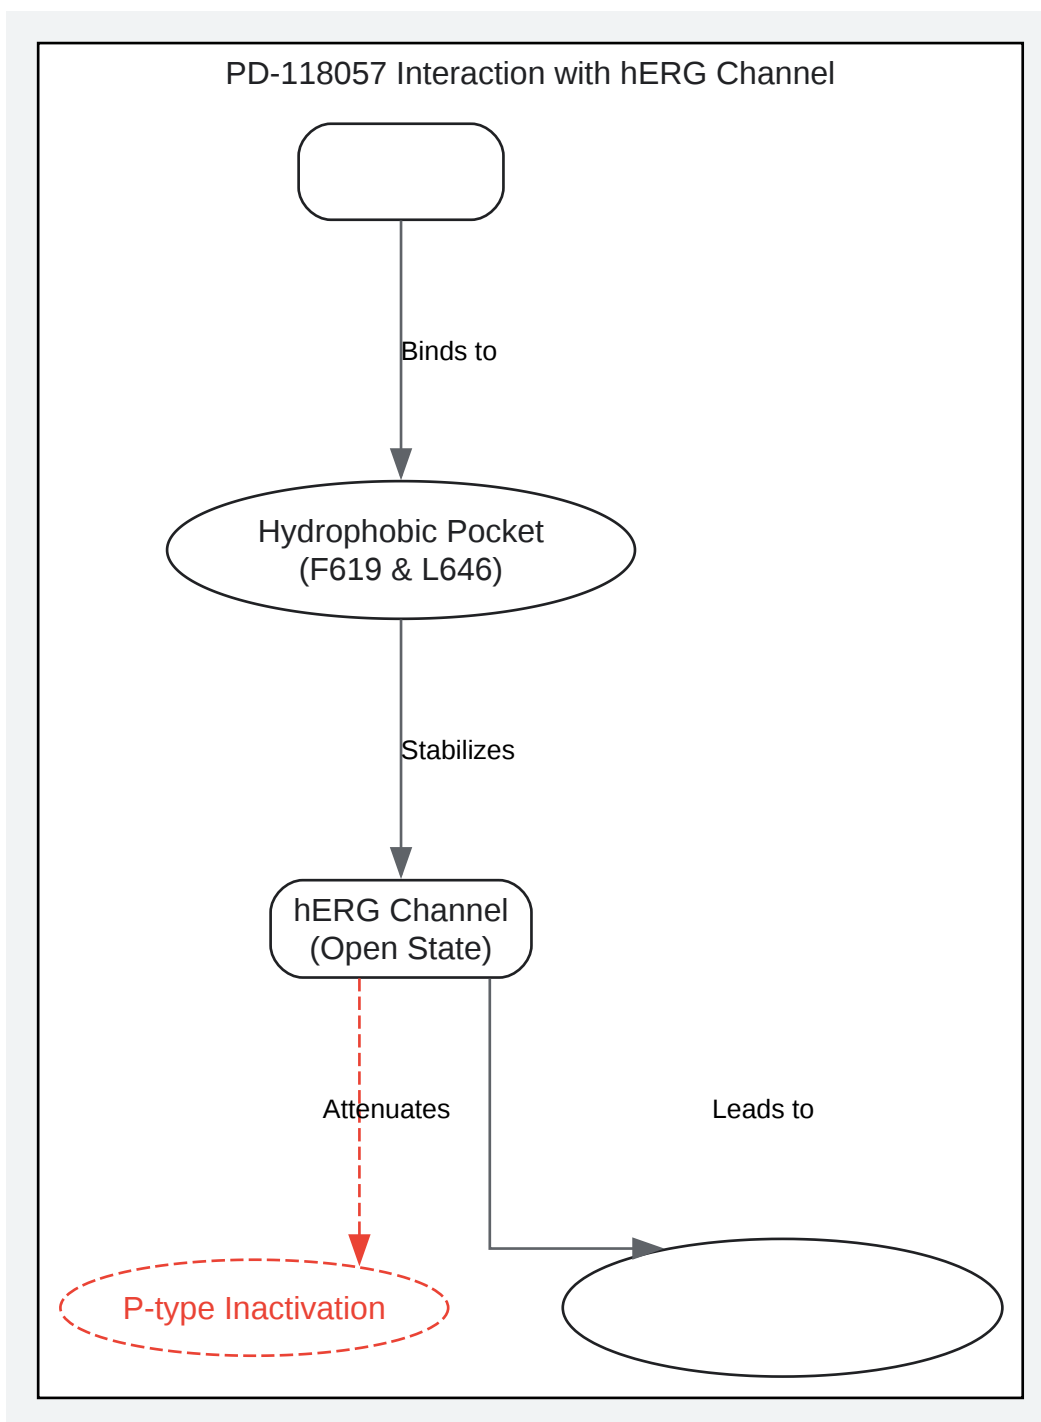 PD-118057 Interaction with hERG Channel
Binds to
Hydrophobic Pocket
(F619 & L646)
Stabilizes
hERG Channel
(Open State)
Attenuates
Leads to
P-type Inactivation